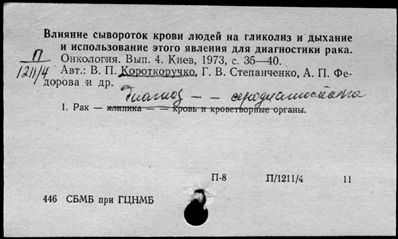 Влияние сывороток крови людей на гликолиз и дыхание
и использование этого явления для диагностики рака.
Онкология. Вып. 4. Киев, 1973, с. 35—40.
П
1211/4
Авт.: В. П. Короткоручко, Г. В. Степанченко, А. П. Фе-
дорова и др.
Диагноз — —
1. Рак — клиника — — кровь и кроветворные органы.
П-8 П/1211/4 11
446 СБМБ при ГЦНМБ